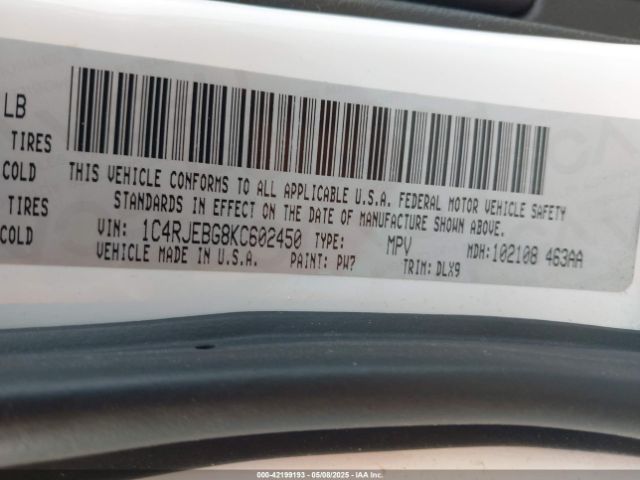 LB
TIRES
COLD
TIRES
COLD
THIS VEHICLE CONFORMS TO ALL APPLICABLE U.S.A. FEDERAL MOTOR VEHICLE SAFETY
STANDARDS IN EFFECT ON THE DATE OF MANUFACTURE SHOWN ABOVE.
VIN: 1C4RJEBG8KC602450 TYPE: MPV MDH:102108 463AA
VEHICLE MADE IN U.S.A. PAINT: PW7 TRIM: DLX9
000-42199193 - 05/08/2025 - IAA Inc.